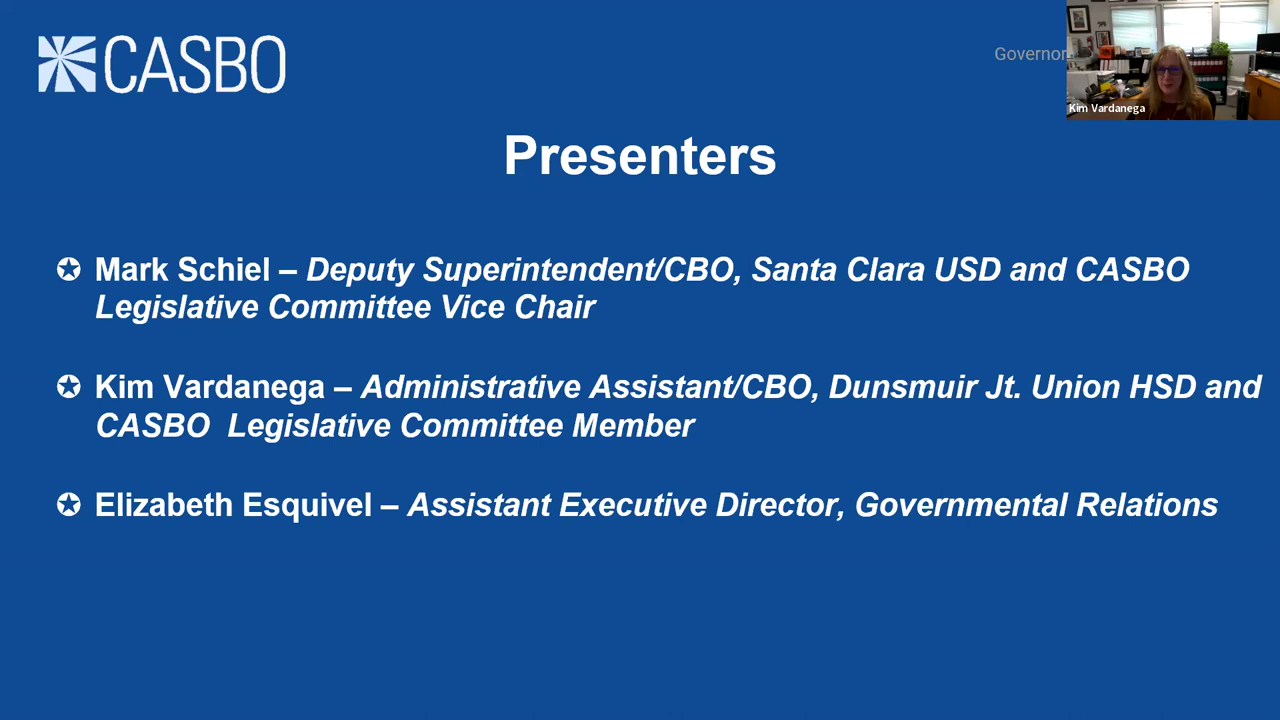 CASBO
Governor
Kim Vardanega
Presenters
✪ Mark Schiel – Deputy Superintendent/CBO, Santa Clara USD and CASBO
Legislative Committee Vice Chair
✪ Kim Vardanega – Administrative Assistant/CBO, Dunsmuir Jt. Union HSD and
CASBO Legislative Committee Member
✪ Elizabeth Esquivel – Assistant Executive Director, Governmental Relations